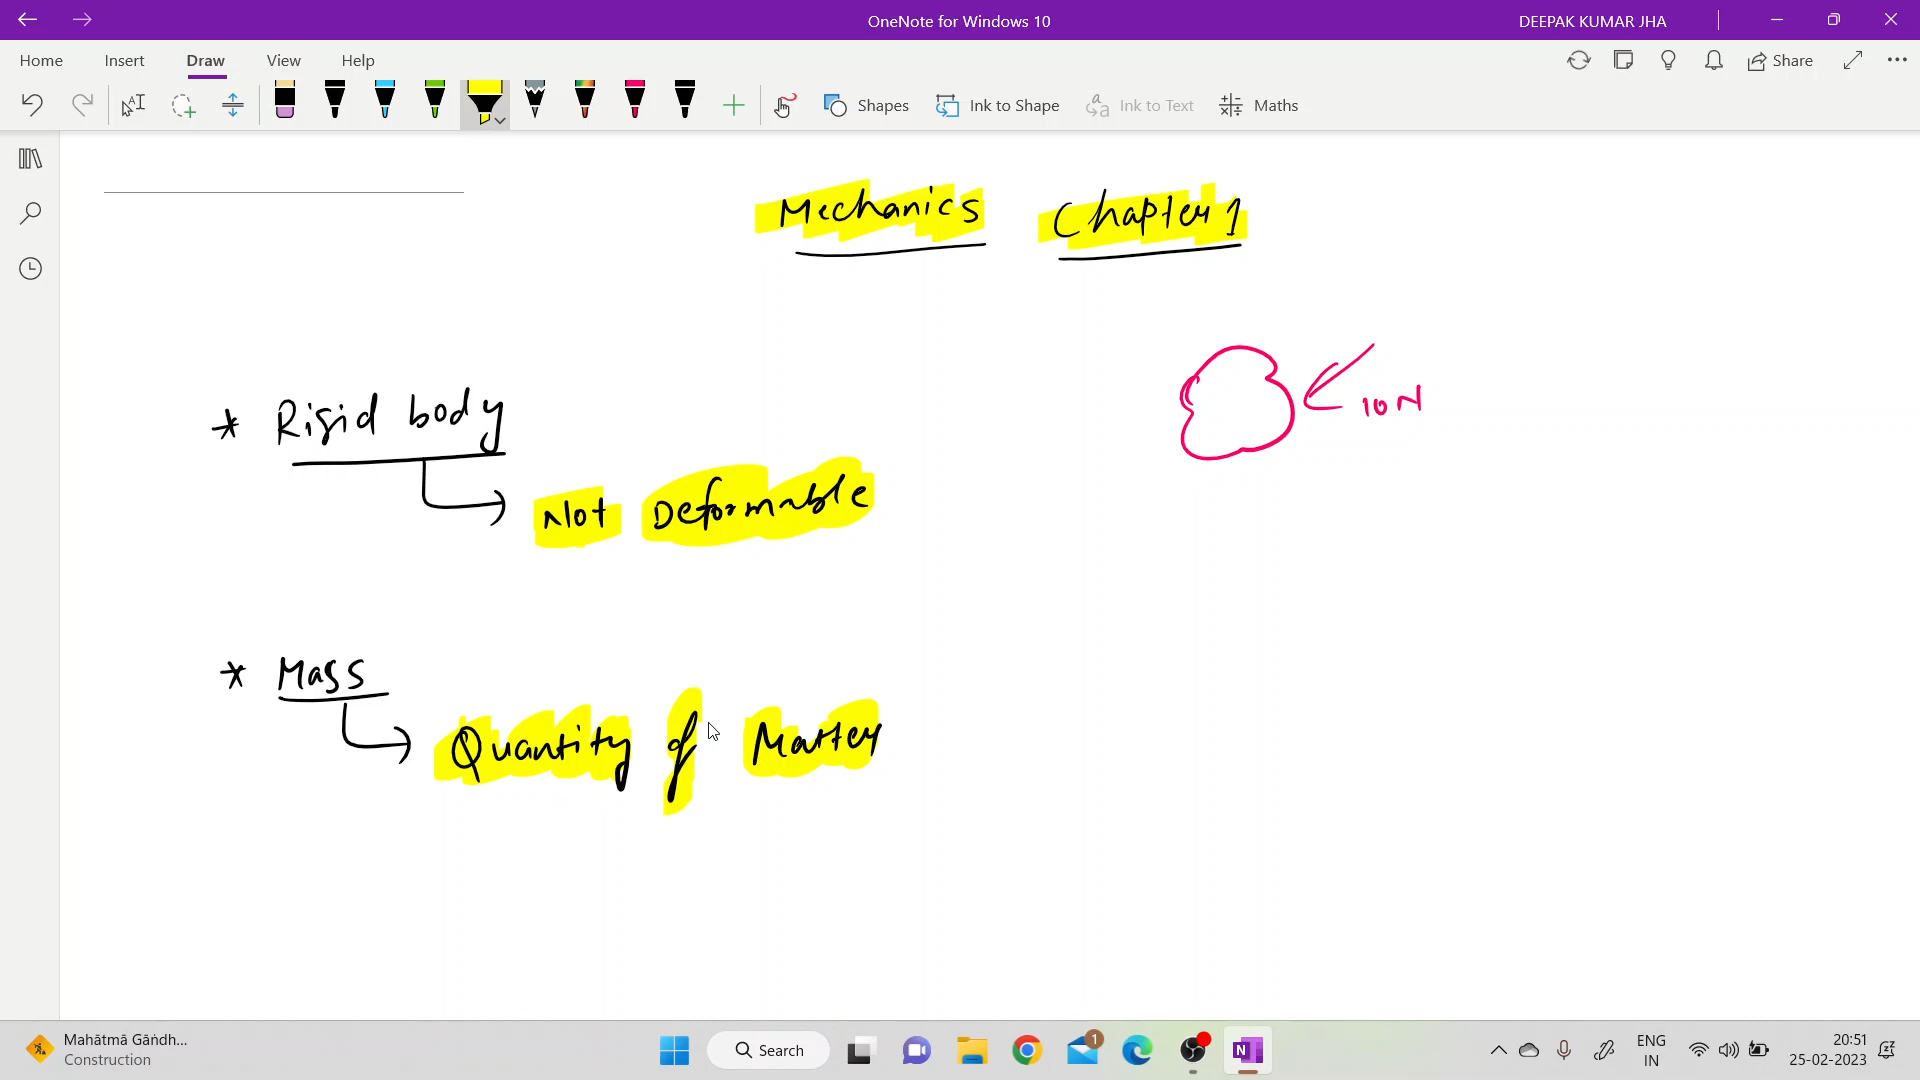 OneNote for Windows 10
DEEPAK KUMAR JHA
Home Insert Draw View Help
Share
Shapes Ink to Shape Ink to Text Maths
Mechanics Chapter 1
* Rigid body
10 N
Not Deformable
* Mass
Quantity of Matter
Mahātmā Gāndh...
Construction
Search
1
ENG
IN
20:51
25-02-2023